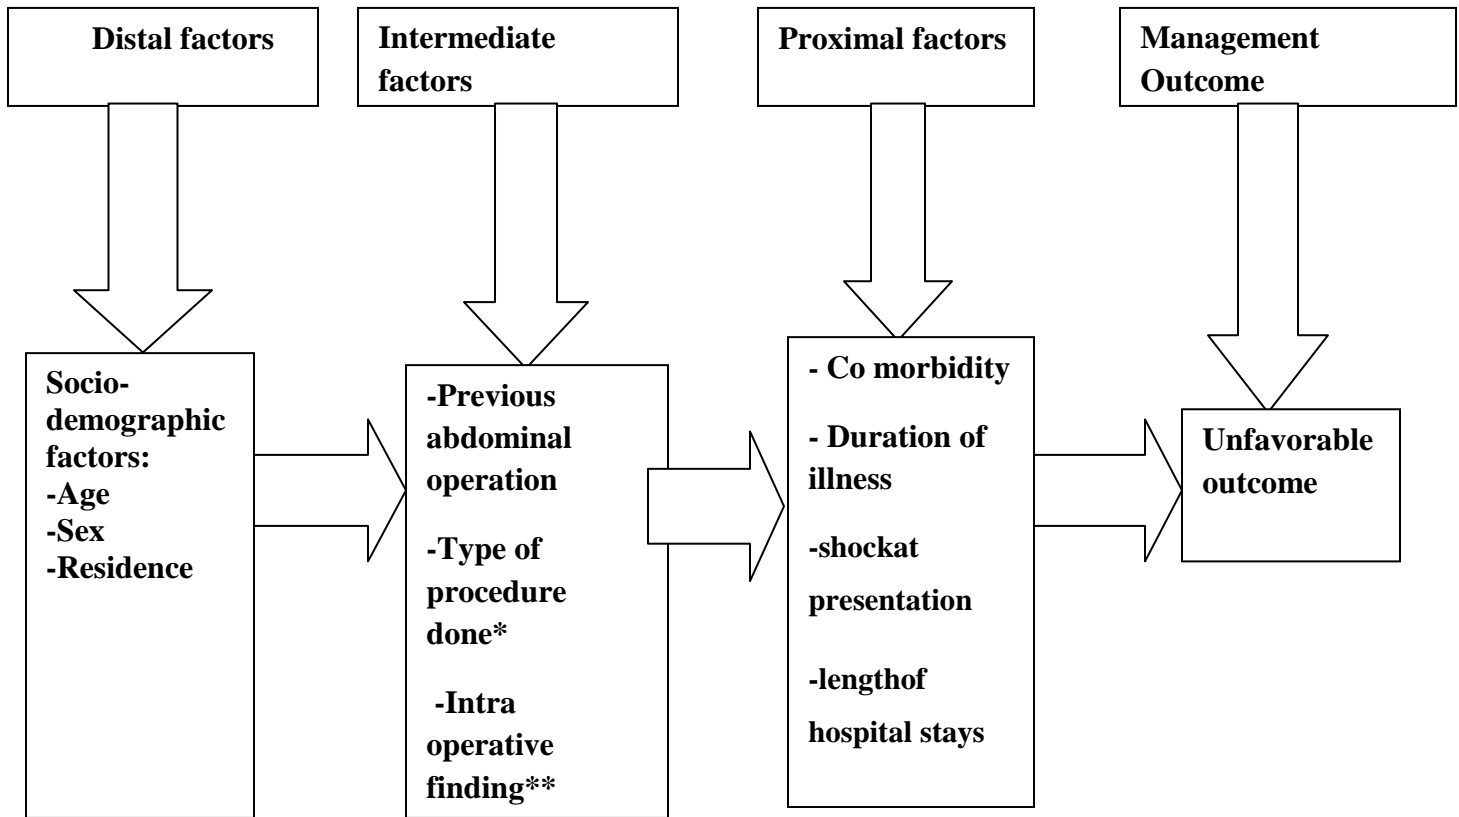 Distal factors
Intermediate
factors
Proximal factors
Management
Outcome
Socio-
demographic
factors:
-Age
-Sex
-Residence
-Previous
abdominal
operation
-Type of
procedure
done*
-Intra
operative
finding**
- Co morbidity
- Duration of
illness
-shockat
presentation
-lengthof
hospital stays
Unfavorable
outcome